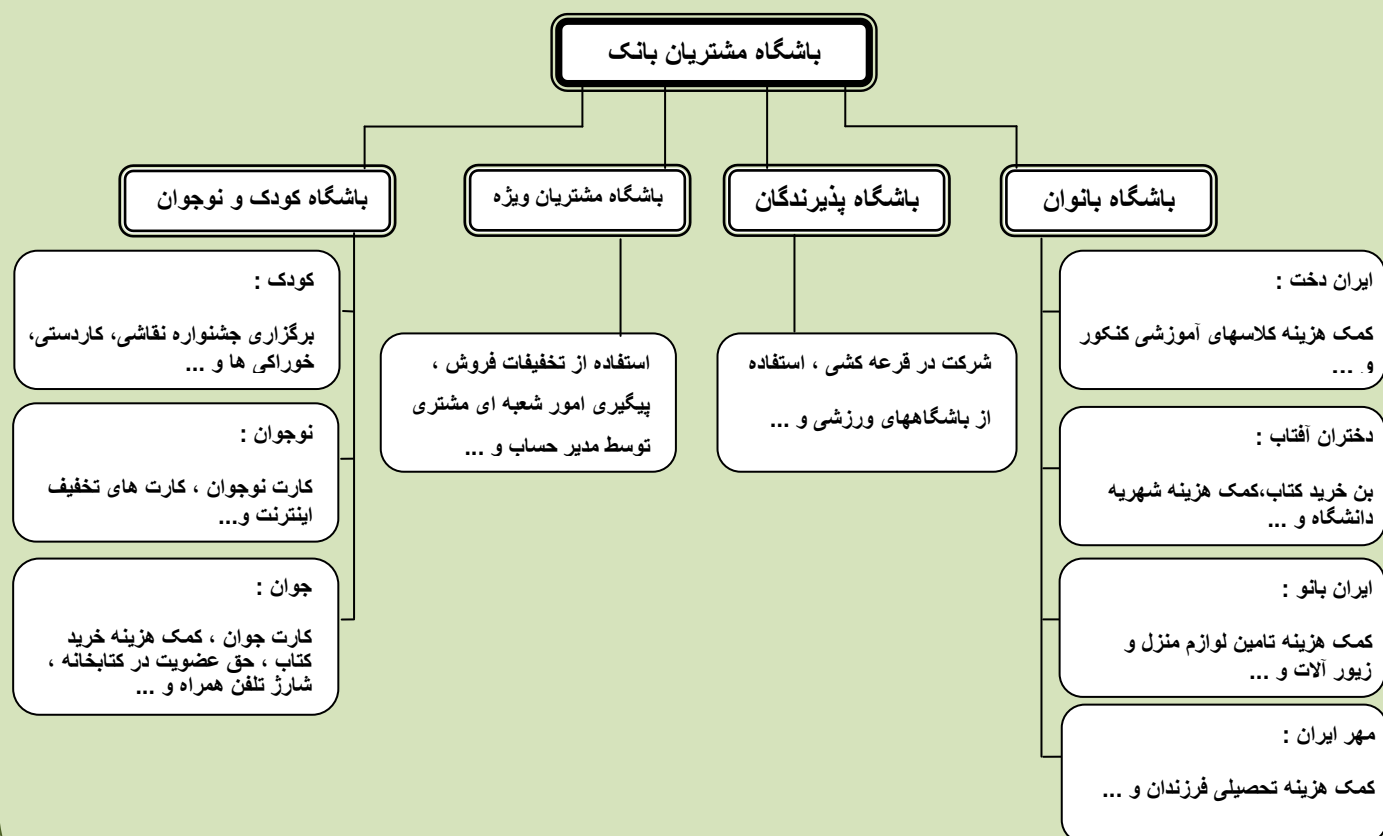 باشگاه مشتریان بانک
باشگاه بانوان
باشگاه پذیرندگان
باشگاه مشتریان ویژه
باشگاه کودک و نوجوان
ایران دخت :
کمک هزینه کلاسهای آموزشی کنکور
و ...
دختران آفتاب :
بن خرید کتاب،کمک هزینه شهریه
دانشگاه و ...
ایران بانو :
کمک هزینه تامین لوازم منزل و
زیور آلات و ...
مهر ایران :
کمک هزینه تحصیلی فرزندان و ...
شرکت در قرعه کشی ، استفاده
از باشگاههای ورزشی و ...
استفاده از تخفیفات فروش ،
پیگیری امور شعبه ای مشتری
توسط مدیر حساب و ...
کودک :
برگزاری جشنواره نقاشی، کاردستی،
خوراکی ها و ...
نوجوان :
کارت نوجوان ، کارت های تخفیف
اینترنت و...
جوان :
کارت جوان ، کمک هزینه خرید
کتاب ، حق عضویت در کتابخانه ،
شارژ تلفن همراه و ...